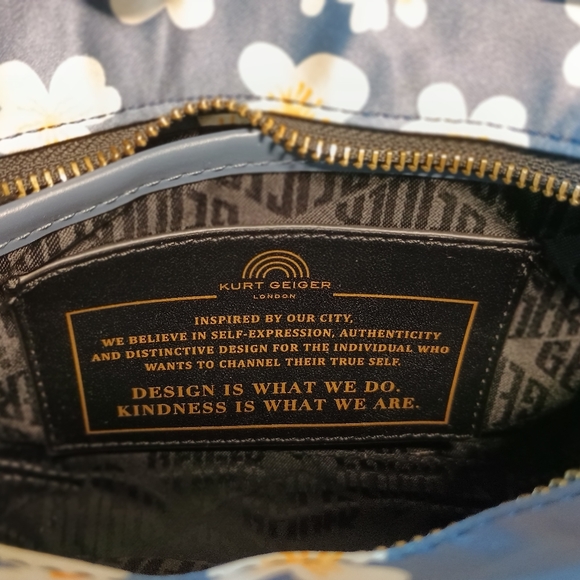 KURT GEIGER
LONDON
INSPIRED BY OUR CITY,
WE BELIEVE IN SELF-EXPRESSION, AUTHENTICITY
AND DISTINCTIVE DESIGN FOR THE INDIVIDUAL WHO
WANTS TO CHANNEL THEIR TRUE SELF.
DESIGN IS WHAT WE DO.
KINDNESS IS WHAT WE ARE.